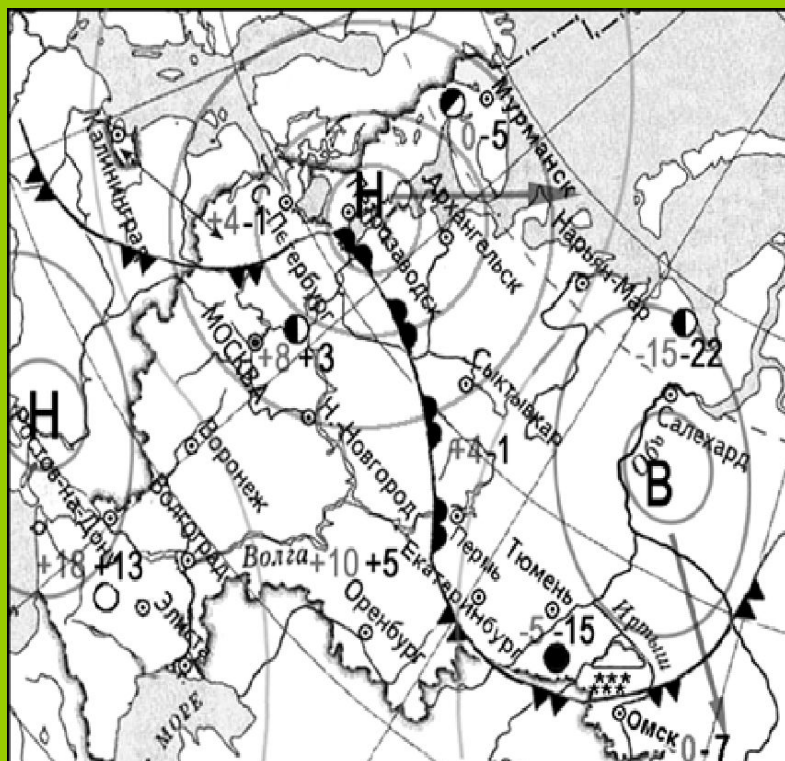 Мурманск
0-5
Калининград
Н
Архангельск
С.-Петербург
+4-1
Петрозаводск
Нарьян-Мар
МОСКВА
+8 +3
-15-22
Сыктывкар
Салехард
Н
Н.-Новгород
+4-1
Обь
В
Воронеж
Ростов-на-Дону
Волгоград
Пермь
Тюмень
Волга
+10 +5
+18 +13
Екатеринбург
Оренбург
Элиста
-5 -15
Иртыш
***
***
МОРЕ
Омск
-0-7